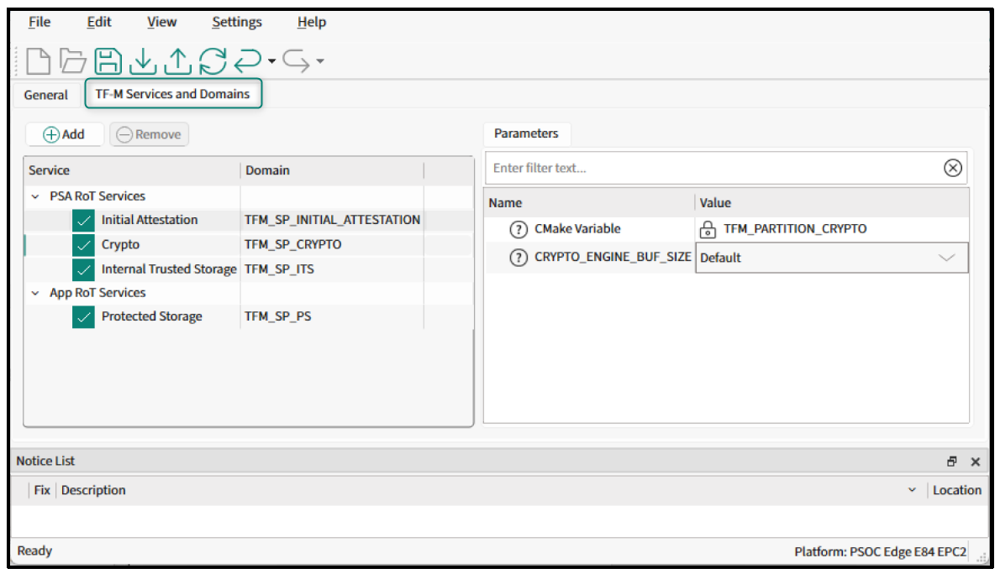 File Edit View Settings Help
General TF-M Services and Domains
Add Remove
Service Domain
PSA RoT Services
Initial Attestation TFM_SP_INITIAL_ATTESTATION
Crypto TFM_SP_CRYPTO
Internal Trusted Storage TFM_SP_ITS
App RoT Services
Protected Storage TFM_SP_PS
Parameters
Enter filter text...
Name Value
? CMake Variable TFM_PARTITION_CRYPTO
? CRYPTO_ENGINE_BUF_SIZE Default
Notice List
Fix Description Location
Ready Platform: PSOC Edge E84 EPC2